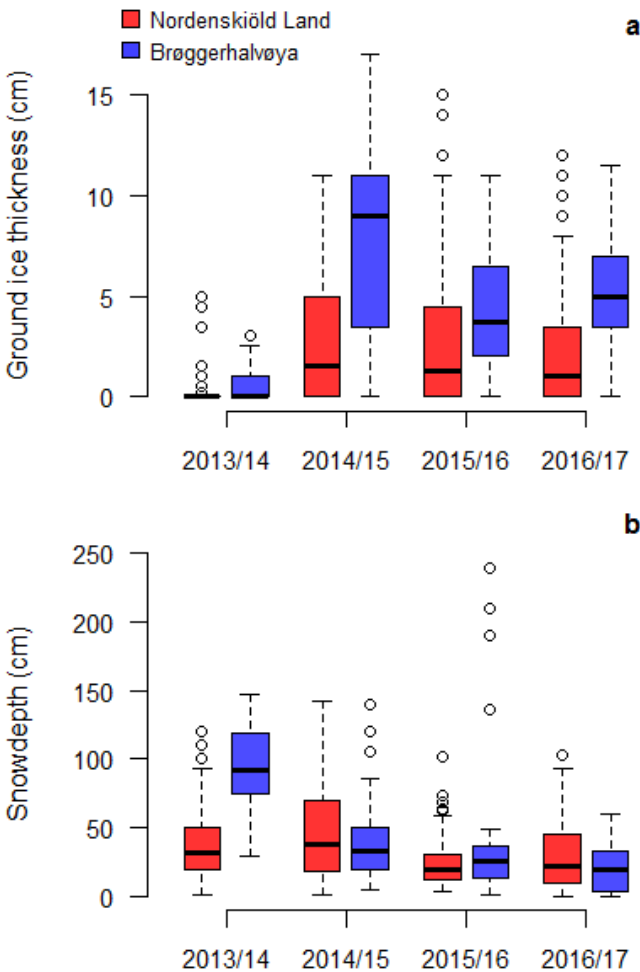 Nordenskiöld Land
Brøggerhalvøya
a
Ground ice thickness (cm)
15
10
5
0
2013/14 2014/15 2015/16 2016/17
b
Snowdepth (cm)
250
200
150
100
50
0
2013/14 2014/15 2015/16 2016/17